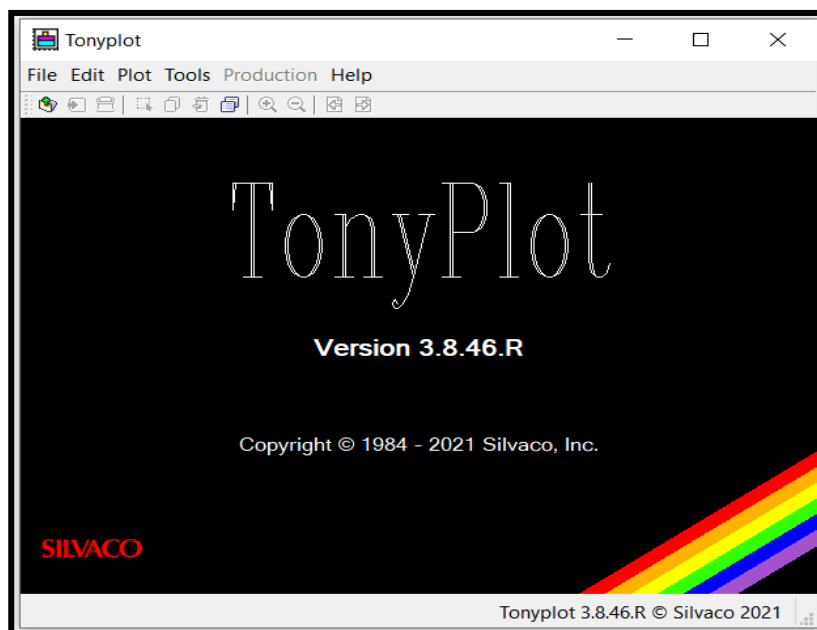 Tonyplot
File Edit Plot Tools Production Help
TonyPlot
Version 3.8.46.R
Copyright © 1984 - 2021 Silvaco, Inc.
SILVACO
Tonyplot 3.8.46.R © Silvaco 2021